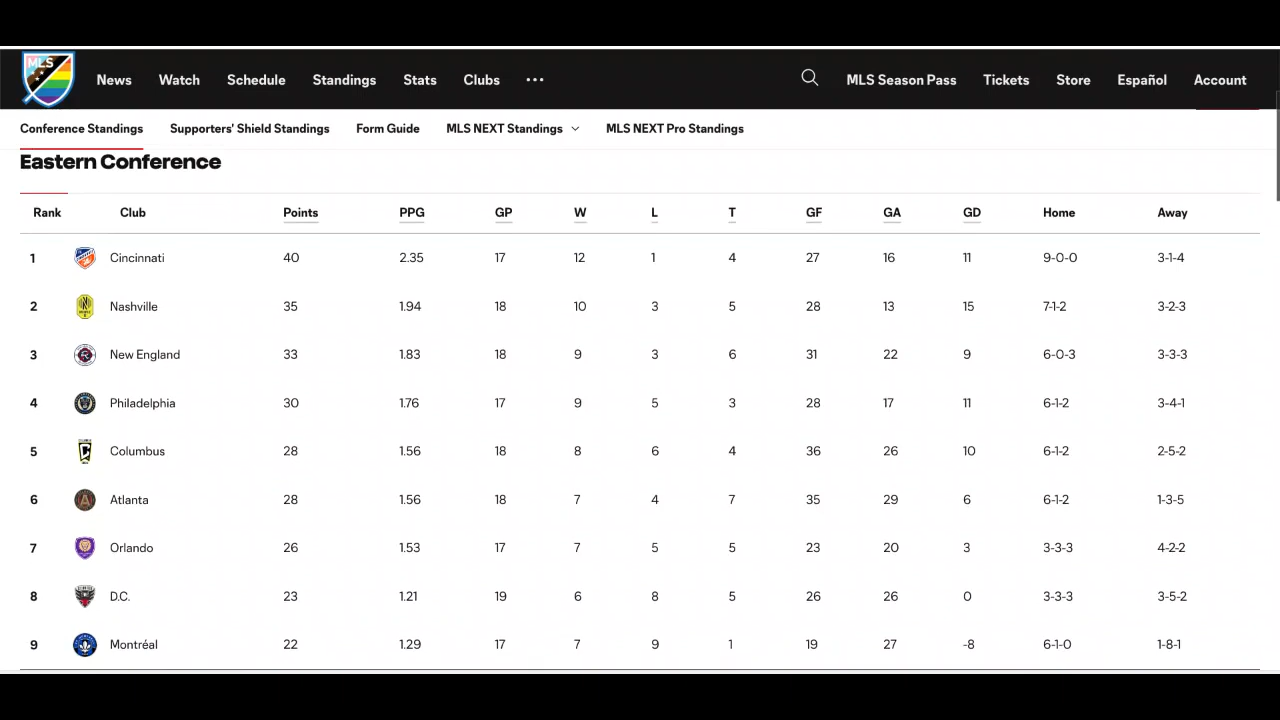 MLS
News Watch Schedule Standings Stats Clubs ••• MLS Season Pass Tickets Store Español Account
Conference Standings Supporters' Shield Standings Form Guide MLS NEXT Standings MLS NEXT Pro Standings
Eastern Conference
Rank Club Points PPG GP W L T GF GA GD Home Away
1 Cincinnati 40 2.35 17 12 1 4 27 16 11 9-0-0 3-1-4
2 Nashville 35 1.94 18 10 3 5 28 13 15 7-1-2 3-2-3
3 New England 33 1.83 18 9 3 6 31 22 9 6-0-3 3-3-3
4 Philadelphia 30 1.76 17 9 5 3 28 17 11 6-1-2 3-4-1
5 Columbus 28 1.56 18 8 6 4 36 26 10 6-1-2 2-5-2
6 Atlanta 28 1.56 18 7 4 7 35 29 6 6-1-2 1-3-5
7 Orlando 26 1.53 17 7 5 5 23 20 3 3-3-3 4-2-2
8 D.C. 23 1.21 19 6 8 5 26 26 0 3-3-3 3-5-2
9 Montréal 22 1.29 17 7 9 1 19 27 -8 6-1-0 1-8-1